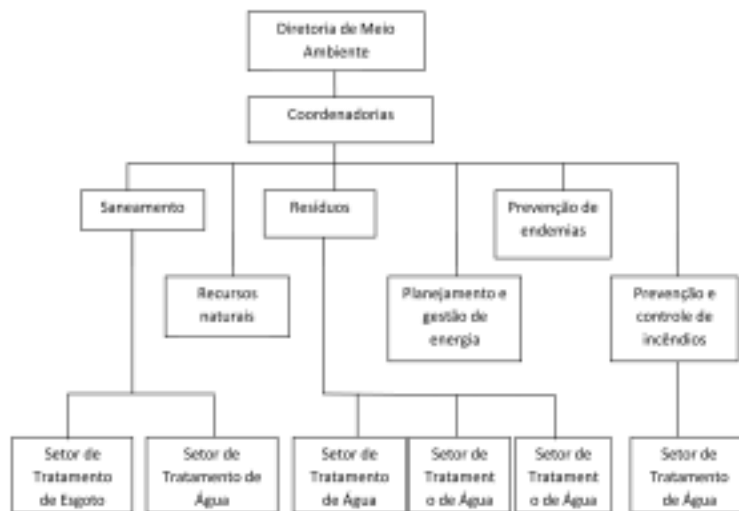 Diretoria de Meio
Ambiente
Coordenadorias
Saneamento
Resíduos
Prevenção de
endemias
Recursos
naturais
Planejamento e
gestão de
energia
Prevenção e
controle de
incêndios
Setor de
Tratamento
de Esgoto
Setor de
Tratamento de
Água
Setor de
Tratamento
de Água
Setor de
Tratament
o de Água
Setor de
Tratament
o de Água
Setor de
Tratamento de
Água